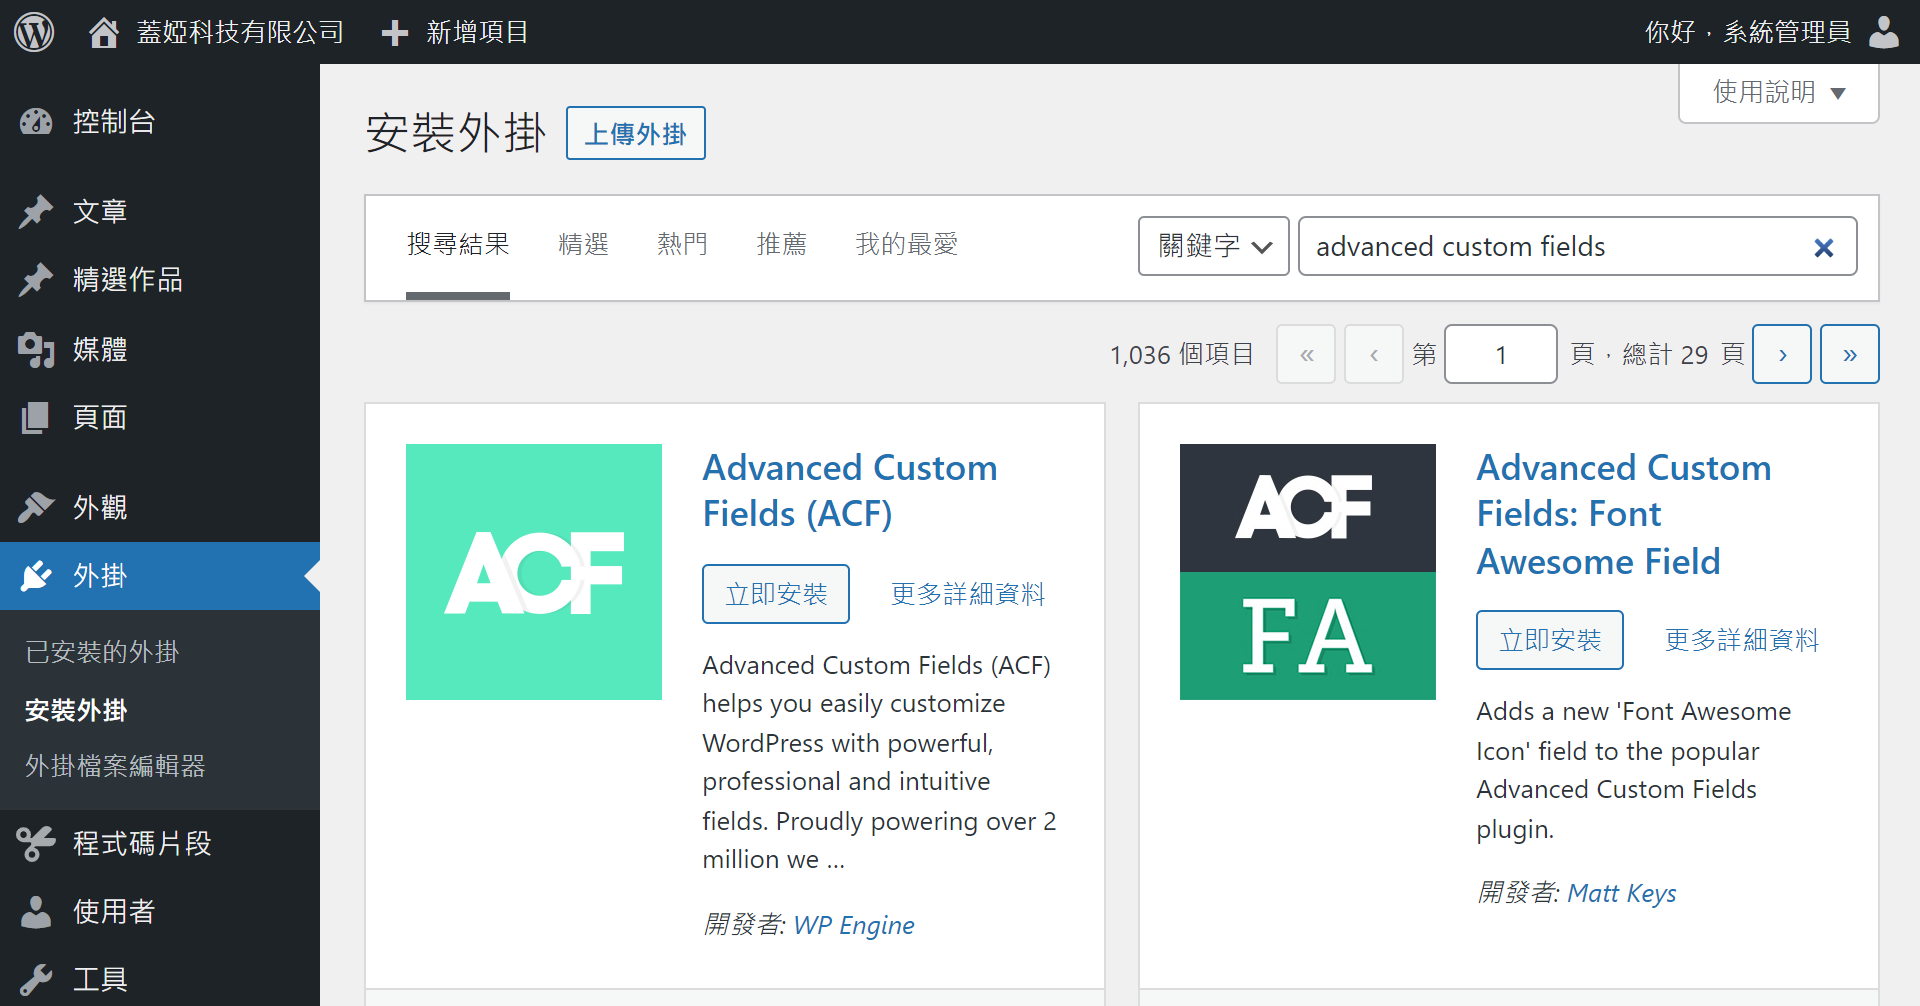 蓋婭科技有限公司
新增項目
你好，系統管理員
控制台
文章
精選作品
媒體
頁面
外觀
外掛
已安裝的外掛
安裝外掛
外掛檔案編輯器
程式碼片段
使用者
工具
使用說明 ▼
安裝外掛
上傳外掛
搜尋結果
精選
熱門
推薦
我的最愛
關鍵字
advanced custom fields
1,036 個項目
«
‹
第
1
頁，總計 29 頁
›
»
ACF
Advanced Custom
Fields (ACF)
立即安裝
更多詳細資料
Advanced Custom Fields (ACF)
helps you easily customize
WordPress with powerful,
professional and intuitive
fields. Proudly powering over 2
million we …
開發者: WP Engine
ACF
FA
Advanced Custom
Fields: Font
Awesome Field
立即安裝
更多詳細資料
Adds a new 'Font Awesome
Icon' field to the popular
Advanced Custom Fields
plugin.
開發者: Matt Keys